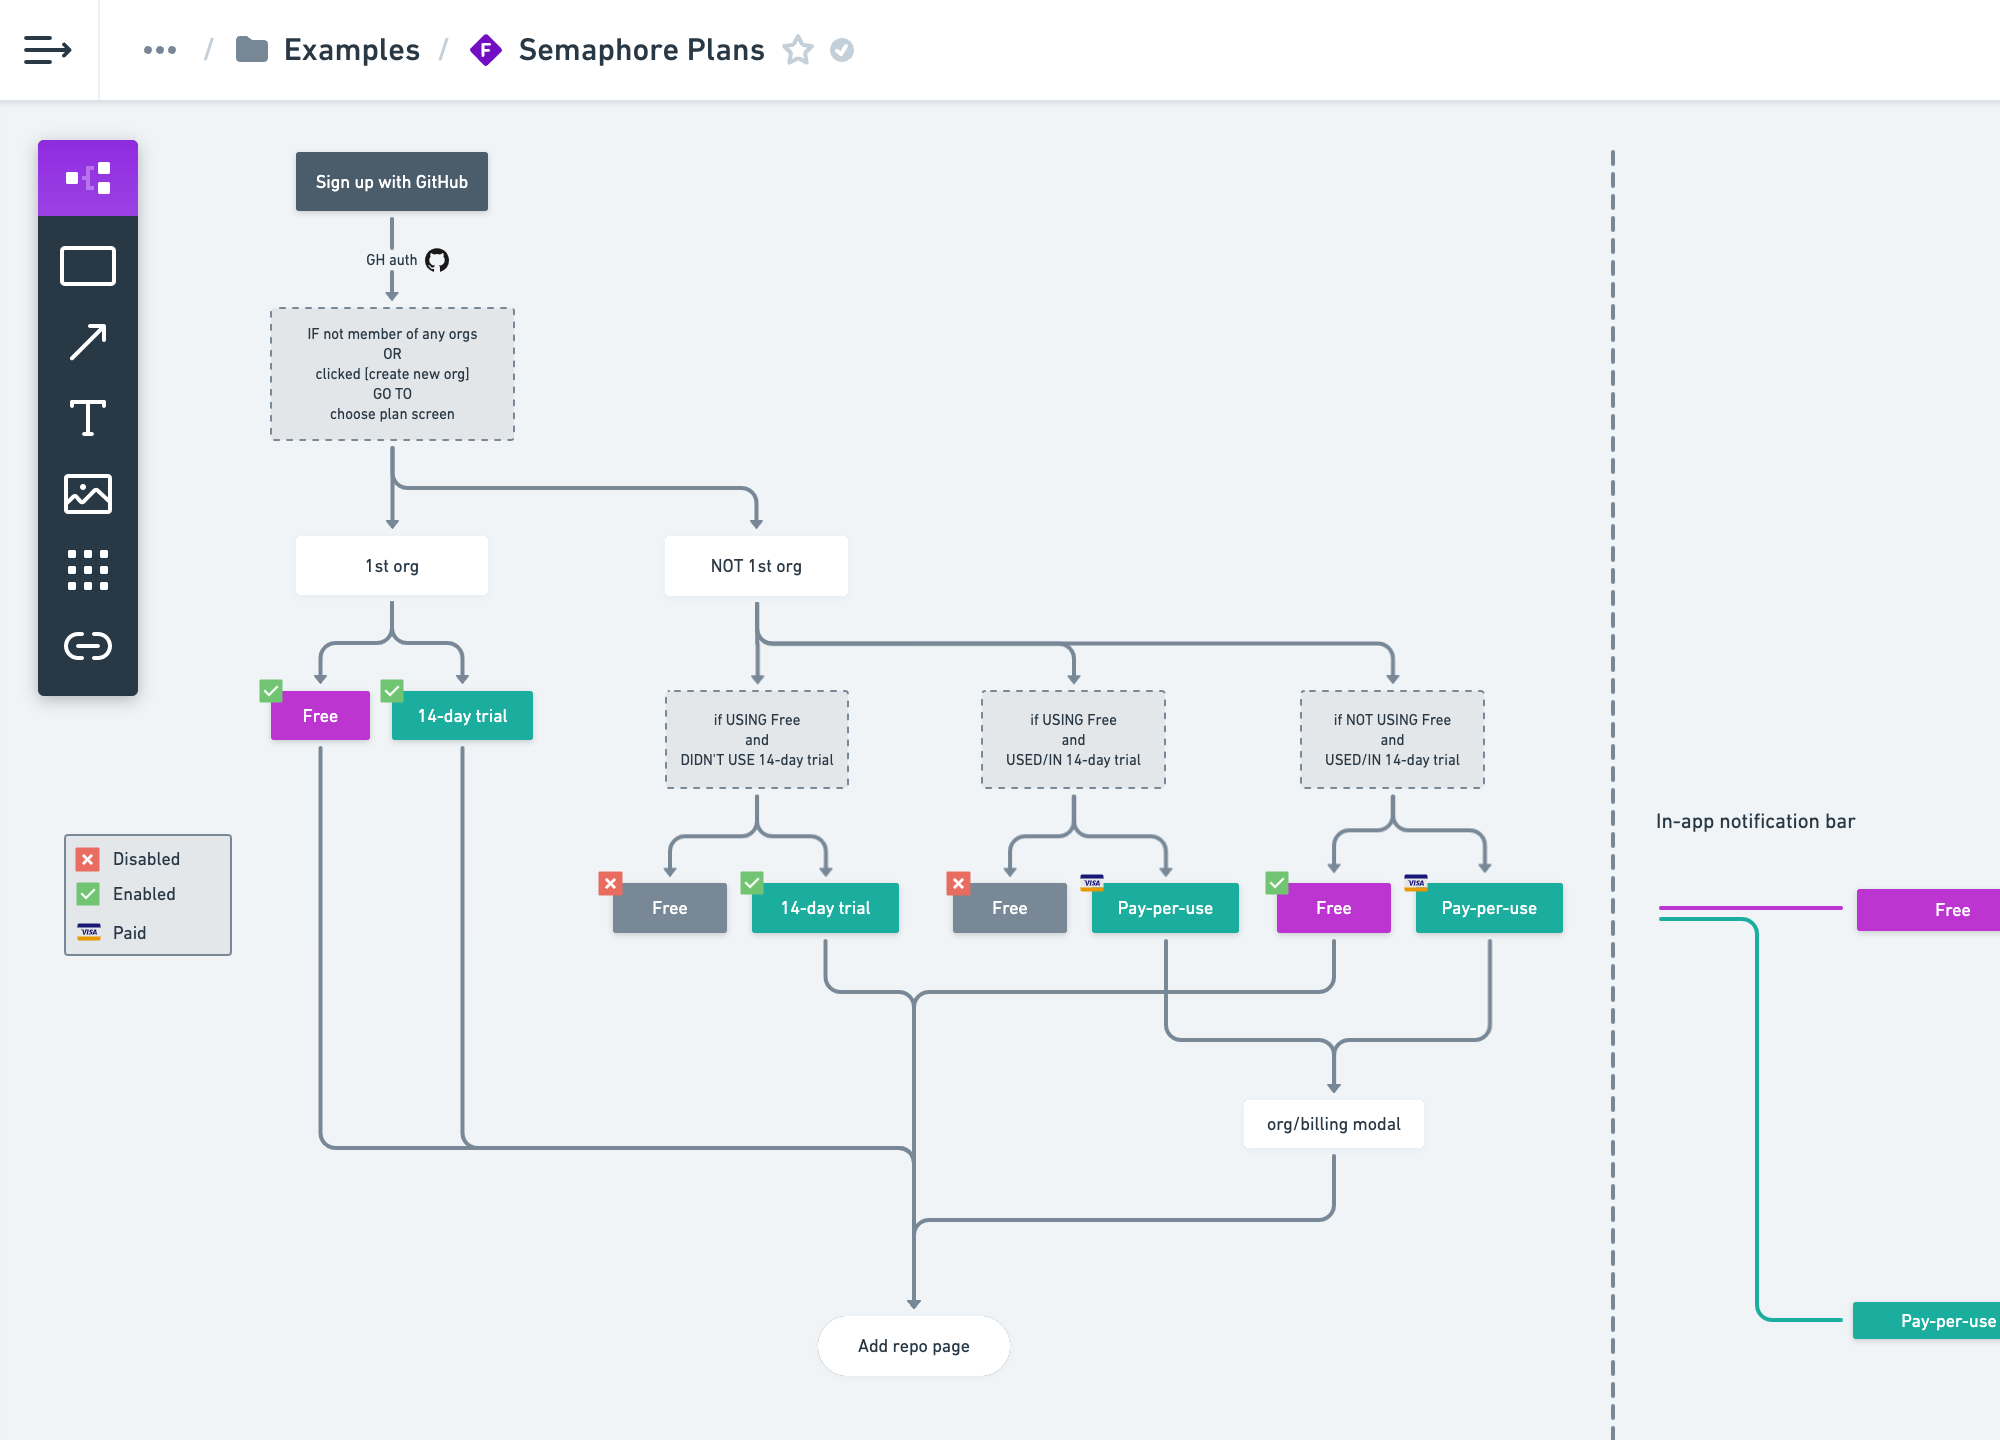 / Examples / F Semaphore Plans
Sign up with GitHub
GH auth
IF not member of any orgs
OR
clicked [create new org]
GO TO
choose plan screen
1st org
NOT 1st org
Free
14-day trial
if USING Free
and
DIDN'T USE 14-day trial
if USING Free
and
USED/IN 14-day trial
if NOT USING Free
and
USED/IN 14-day trial
In-app notification bar
Disabled
Enabled
VISA Paid
Free
14-day trial
Free
VISA
Pay-per-use
Free
VISA
Pay-per-use
Free
org/billing modal
Pay-per-use
Add repo page
T